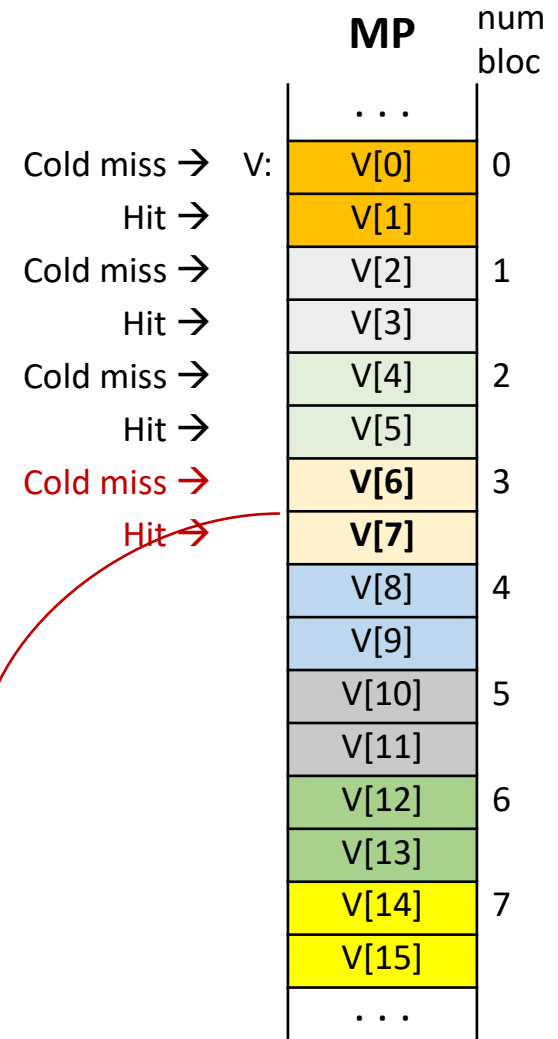 MP num
bloc
. . .
Cold miss → V: V[0] 0
Hit → V[1]
Cold miss → V[2] 1
Hit → V[3]
Cold miss → V[4] 2
Hit → V[5]
Cold miss → V[6] 3
Hit → V[7]
V[8] 4
V[9]
V[10] 5
V[11]
V[12] 6
V[13]
V[14] 7
V[15]
. . .